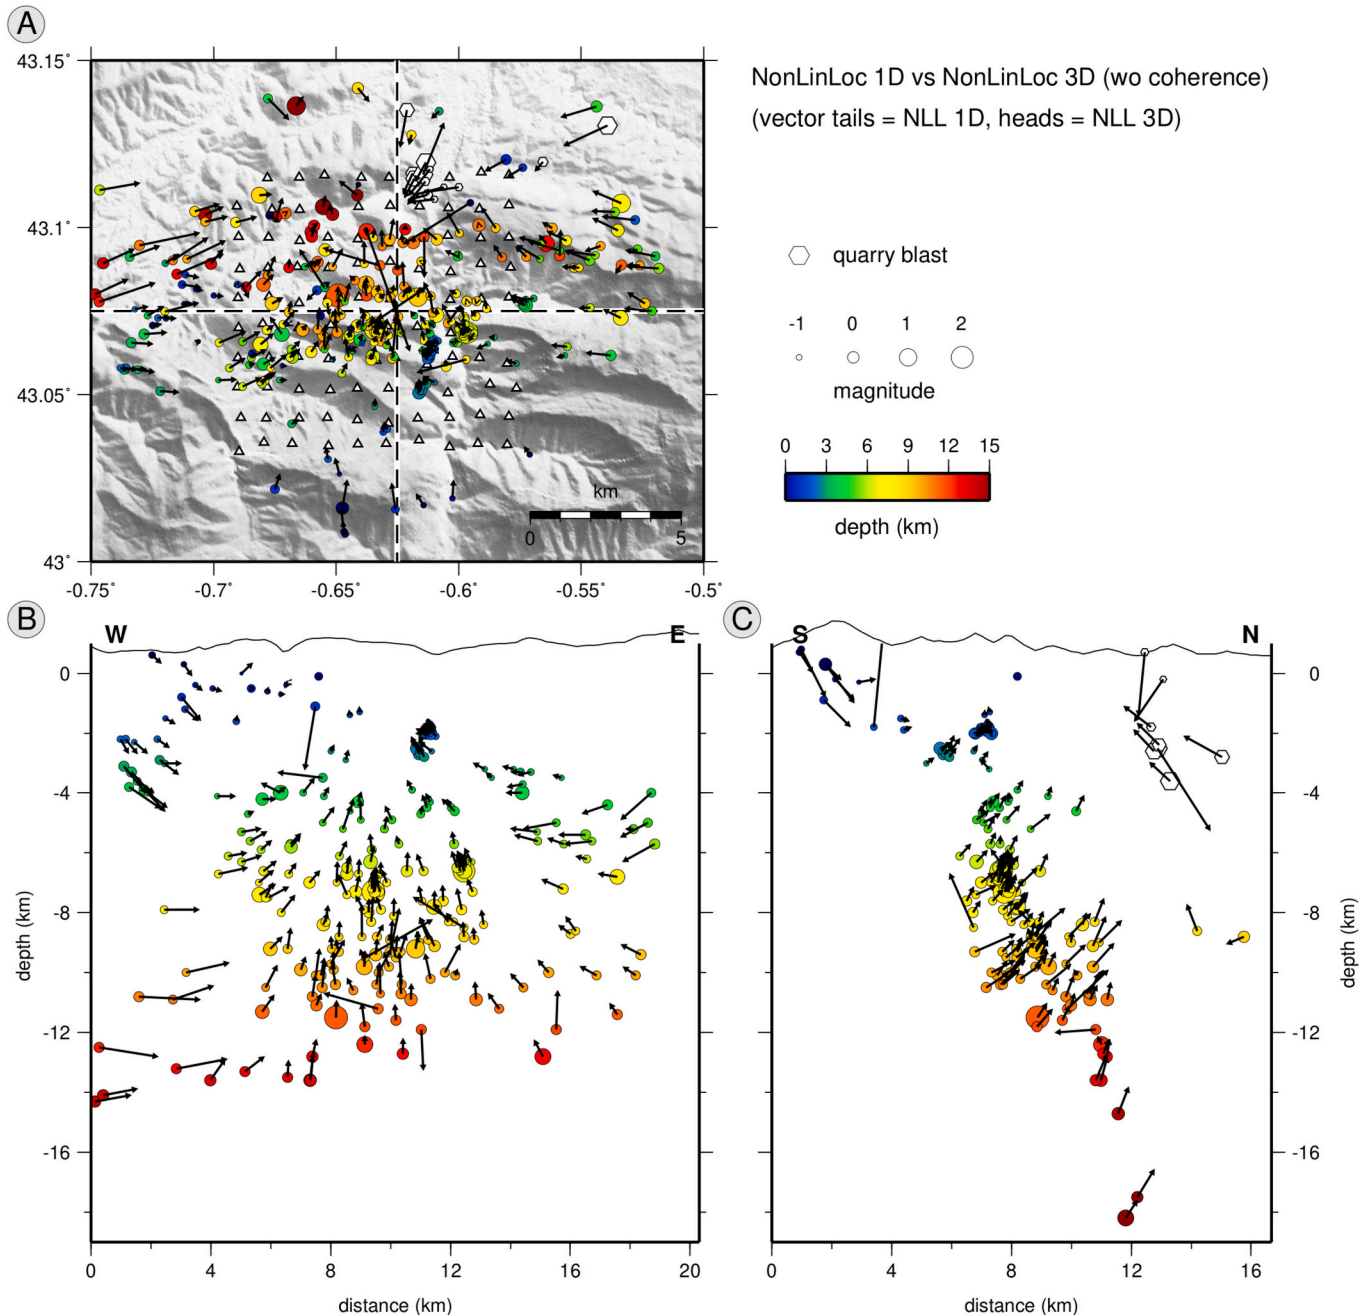 A
43.15°
43.1°
43.05°
43°
-0.75°
-0.7°
-0.65°
-0.6°
-0.55°
-0.5°
km
0
5
NonLinLoc 1D vs NonLinLoc 3D (wo coherence)
(vector tails = NLL 1D, heads = NLL 3D)
quarry blast
-1 0 1 2
magnitude
0 3 6 9 12 15
depth (km)
B
W
E
0
-4
-8
-12
-16
depth (km)
0 4 8 12 16 20
distance (km)
C
S
N
0
-4
-8
-12
-16
depth (km)
0 4 8 12 16
distance (km)